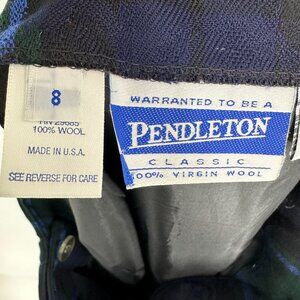 8
RN 29685
100% WOOL
MADE IN U.S.A.
SEE REVERSE FOR CARE
WARRANTED TO BE A
PENDLETON
CLASSIC
100% VIRGIN WOOL